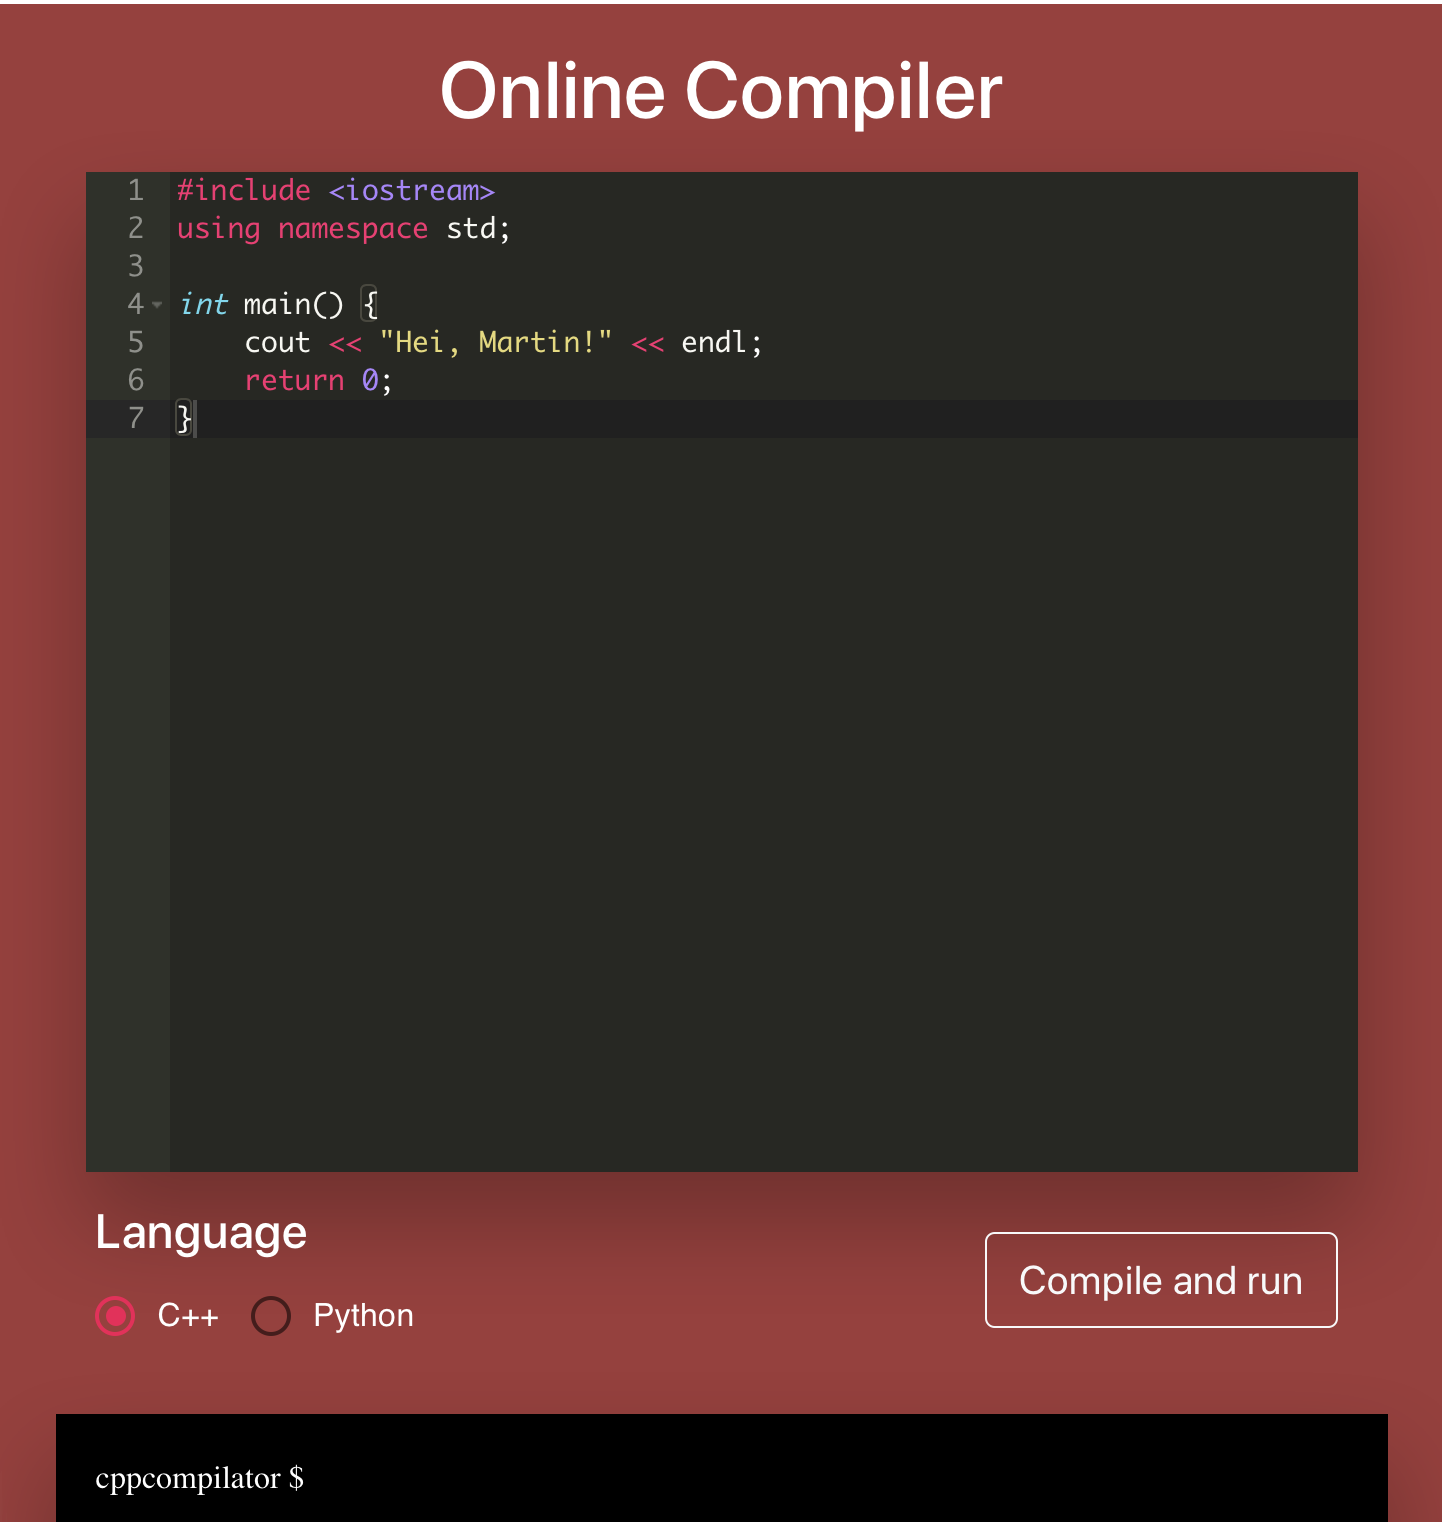 Online Compiler
1 #include <iostream>
2 using namespace std;
3
4 int main() {
5     cout << "Hei, Martin!" << endl;
6     return 0;
7 }
Language
C++ Python
Compile and run
cppcompilator $